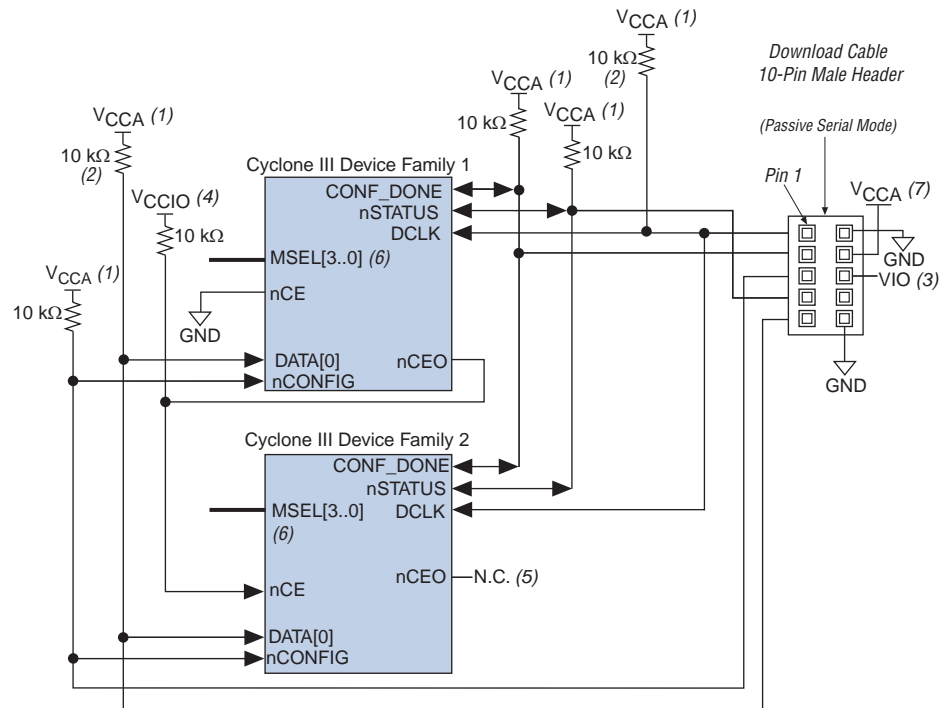 VCCA (1)
10 kΩ
(2)
Download Cable
10-Pin Male Header
(Passive Serial Mode)
Pin 1
VCCA (7)
GND
VIO (3)
GND
VCCA (1)
10 kΩ
VCCA (1)
10 kΩ
VCCA (1)
10 kΩ
(2)
VCCIO (4)
10 kΩ
VCCA (1)
10 kΩ
Cyclone III Device Family 1
CONF_DONE
nSTATUS
DCLK
MSEL[3..0] (6)
nCE
GND
DATA[0]
nCEO
nCONFIG
Cyclone III Device Family 2
CONF_DONE
nSTATUS
MSEL[3..0]
DCLK
(6)
nCEO
N.C. (5)
nCE
DATA[0]
nCONFIG